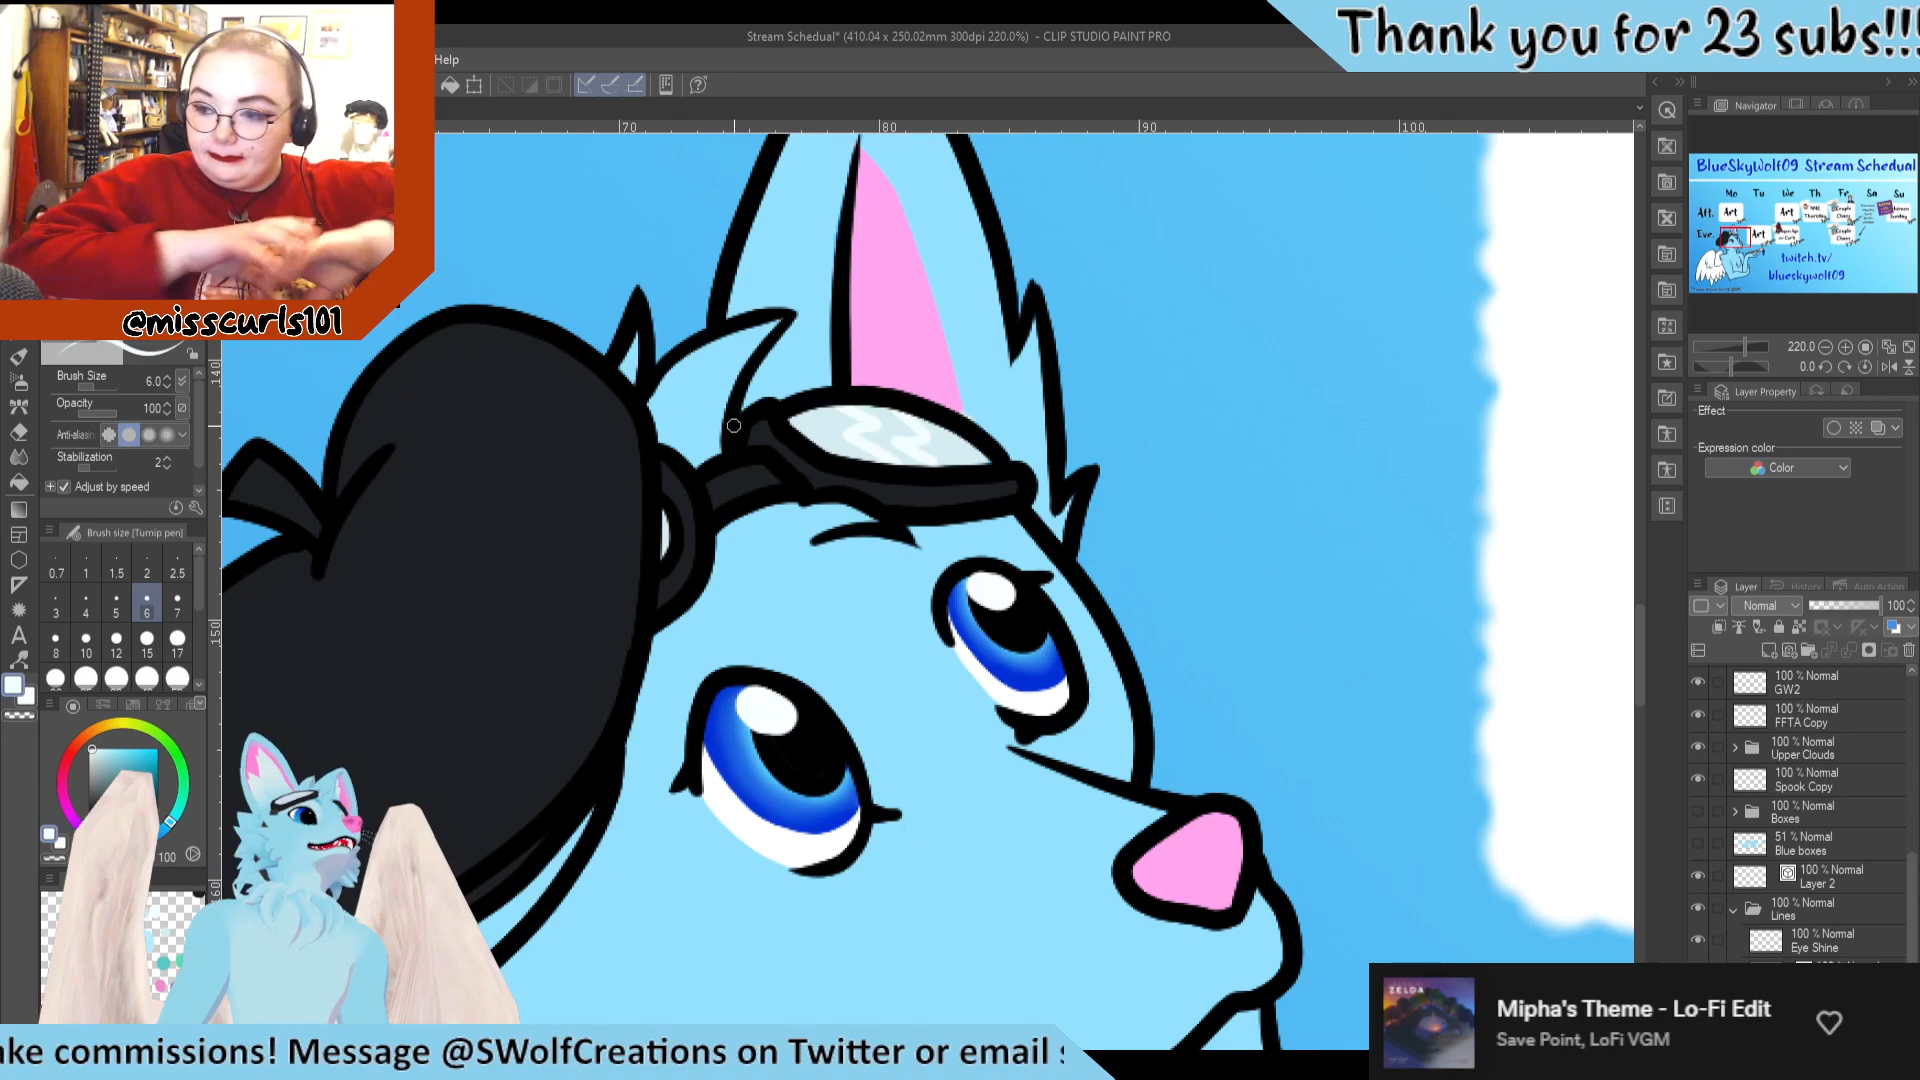 Thank you for 23 subs!!!
Stream Schedual* (410.04 x 250.02mm 300dpi 220.0%) - CLIP STUDIO PAINT PRO
Help
70
80
90
100
@misscurls101
Navigator
BlueSkyWolf09 Stream Schedual
Mo Tu We Th Fr Sa Su
Aft. Art Art
Eve. Art
twitch.tv/
blueskywolf09
220.0
0.0
Layer Property
Effect
Expression color
Color
Brush Size 6.0
Opacity 100
Anti-aliasin
Stabilization 2
Adjust by speed
Brush size [Turnip pen]
0.7 1 1.5 2 2.5
3 4 5 6 7
8 10 12 15 17
100
140
150
Layer History Auto Action
Normal 100
100 % Normal
GW2
100 % Normal
FFTA Copy
100 % Normal
Upper Clouds
100 % Normal
Spook Copy
100 % Normal
Boxes
51 % Normal
Blue boxes
100 % Normal
Layer 2
100 % Normal
Lines
100 % Normal
Eye Shine
ZELDA
Mipha's Theme - Lo-Fi Edit
Save Point, LoFi VGM
ake commissions! Message @SWolfCreations on Twitter or email